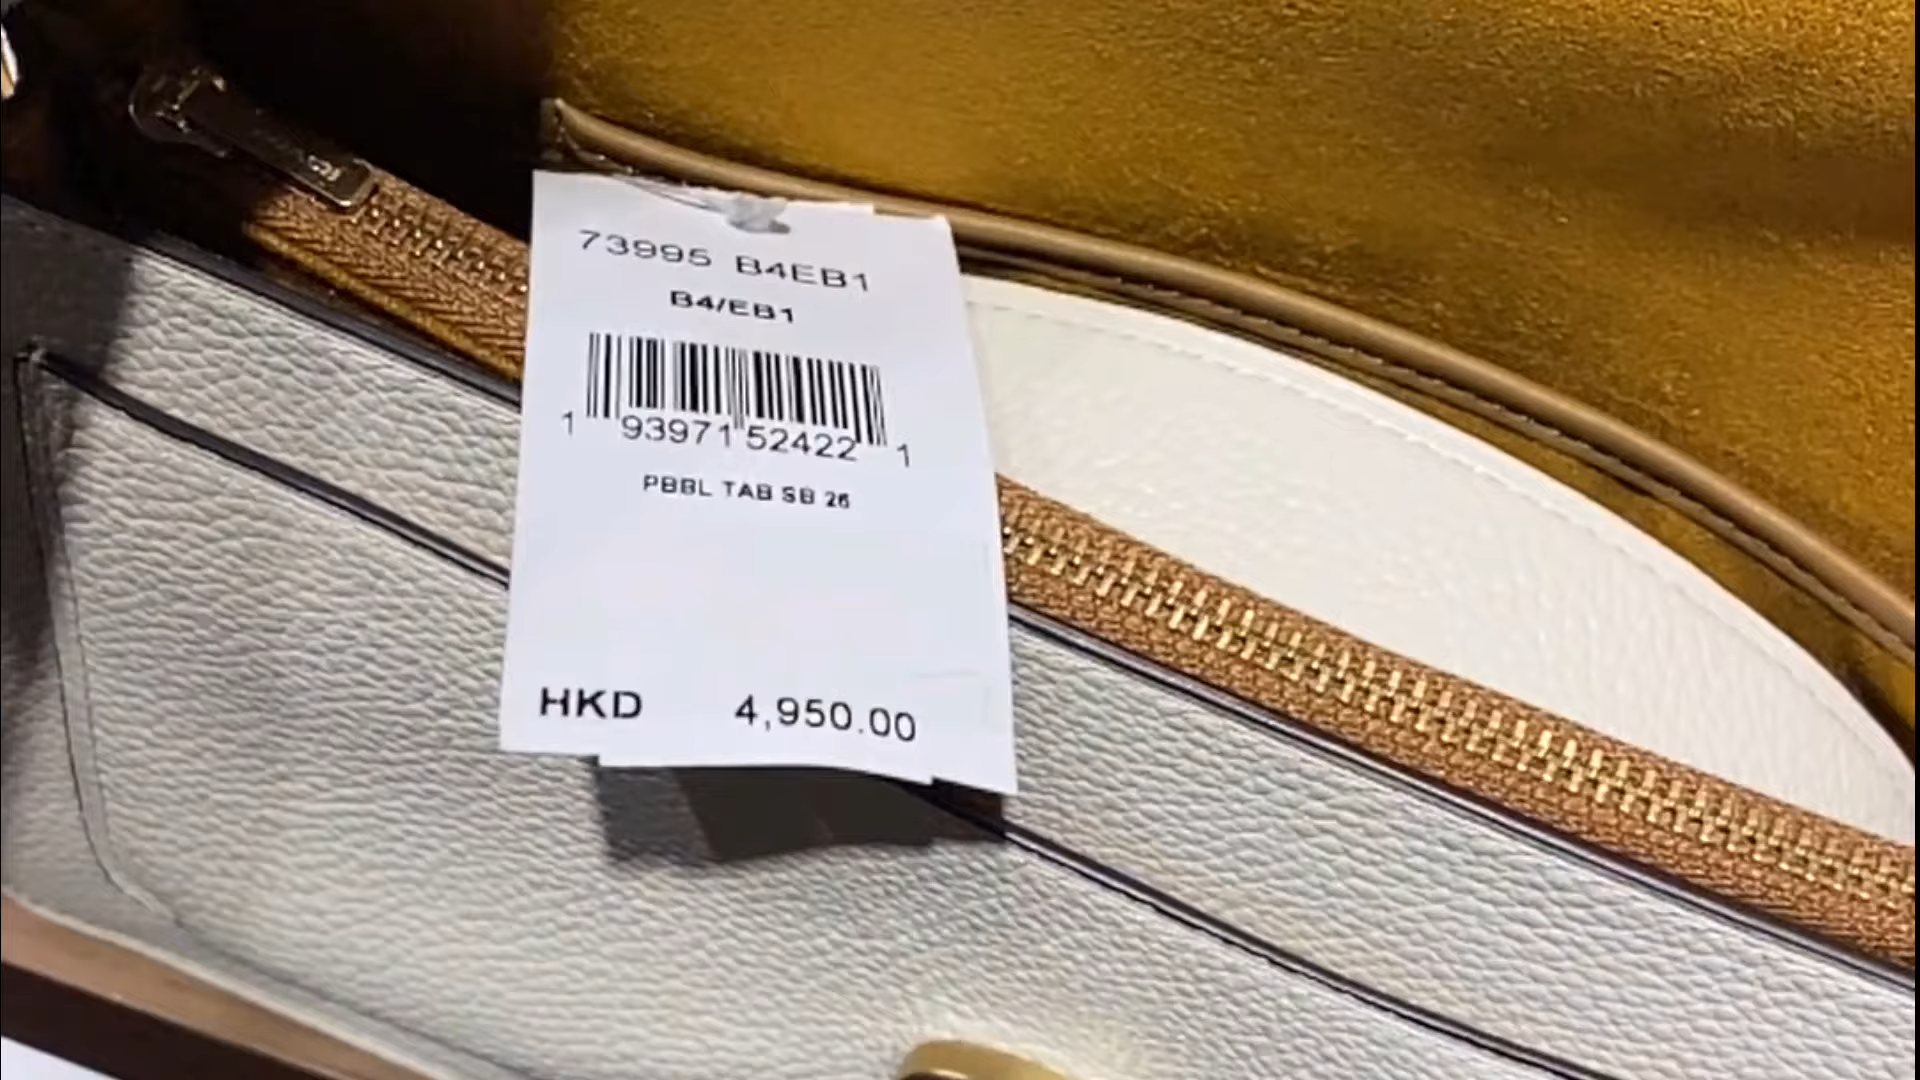 73995 B4EB1
B4/EB1
1 93971 52422 1
PBBL TAB SB 26
HKD 4,950.00